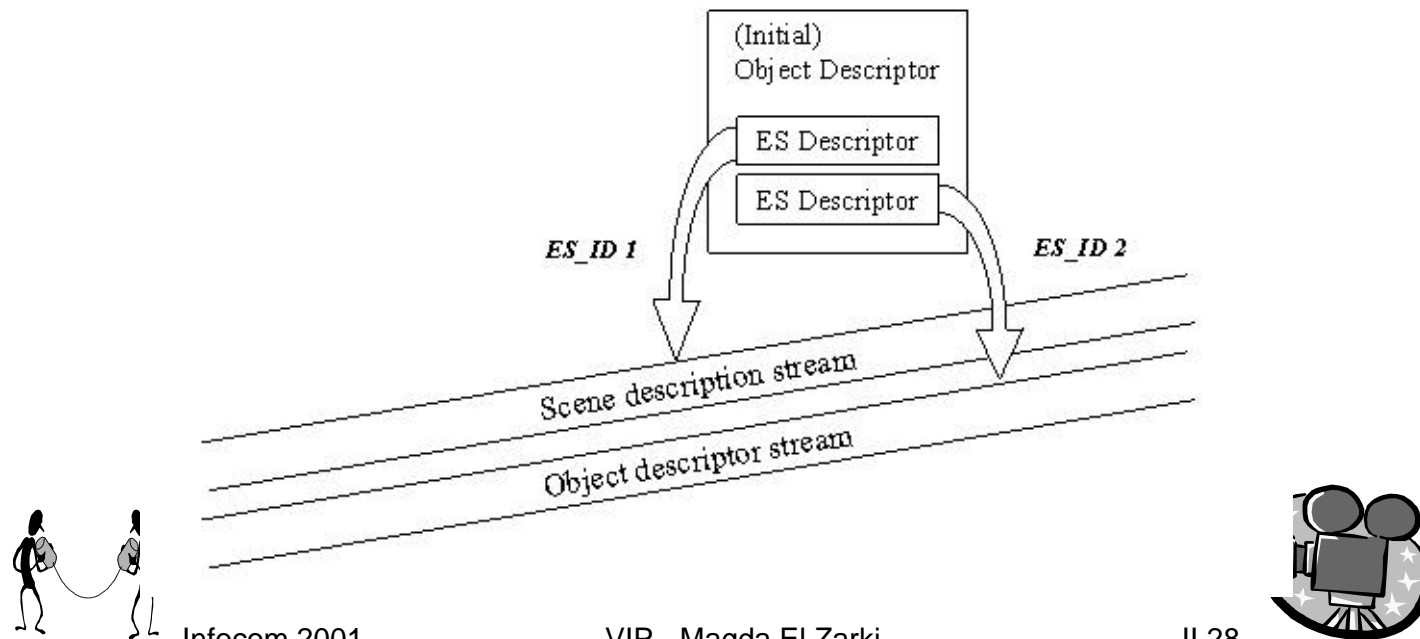 (Initial)
Object Descriptor
ES Descriptor
ES Descriptor
ES_ID 1
ES_ID 2
Scene description stream
Object descriptor stream
Infocom 2001
VIP - Magda El Zarki
II.28